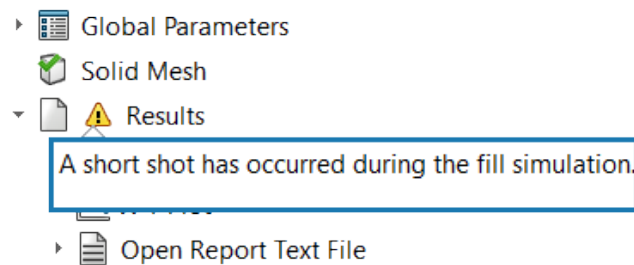 Global Parameters
Solid Mesh
Results
A short shot has occurred during the fill simulation.
Open Report Text File